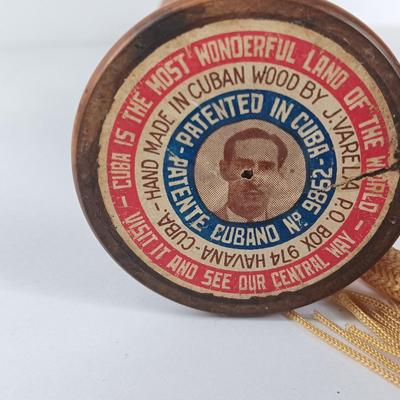 CUBA IS THE MOST WONDERFUL LAND OF THE WORLD
- VISIT IT AND SEE OUR CENTRAL WAY -
HAND MADE IN CUBAN WOOD BY J. VARELA P.O. BOX 974 HAVANA - CUBA -
- PATENTED IN CUBA -
PATENTE CUBANO Nº 9852